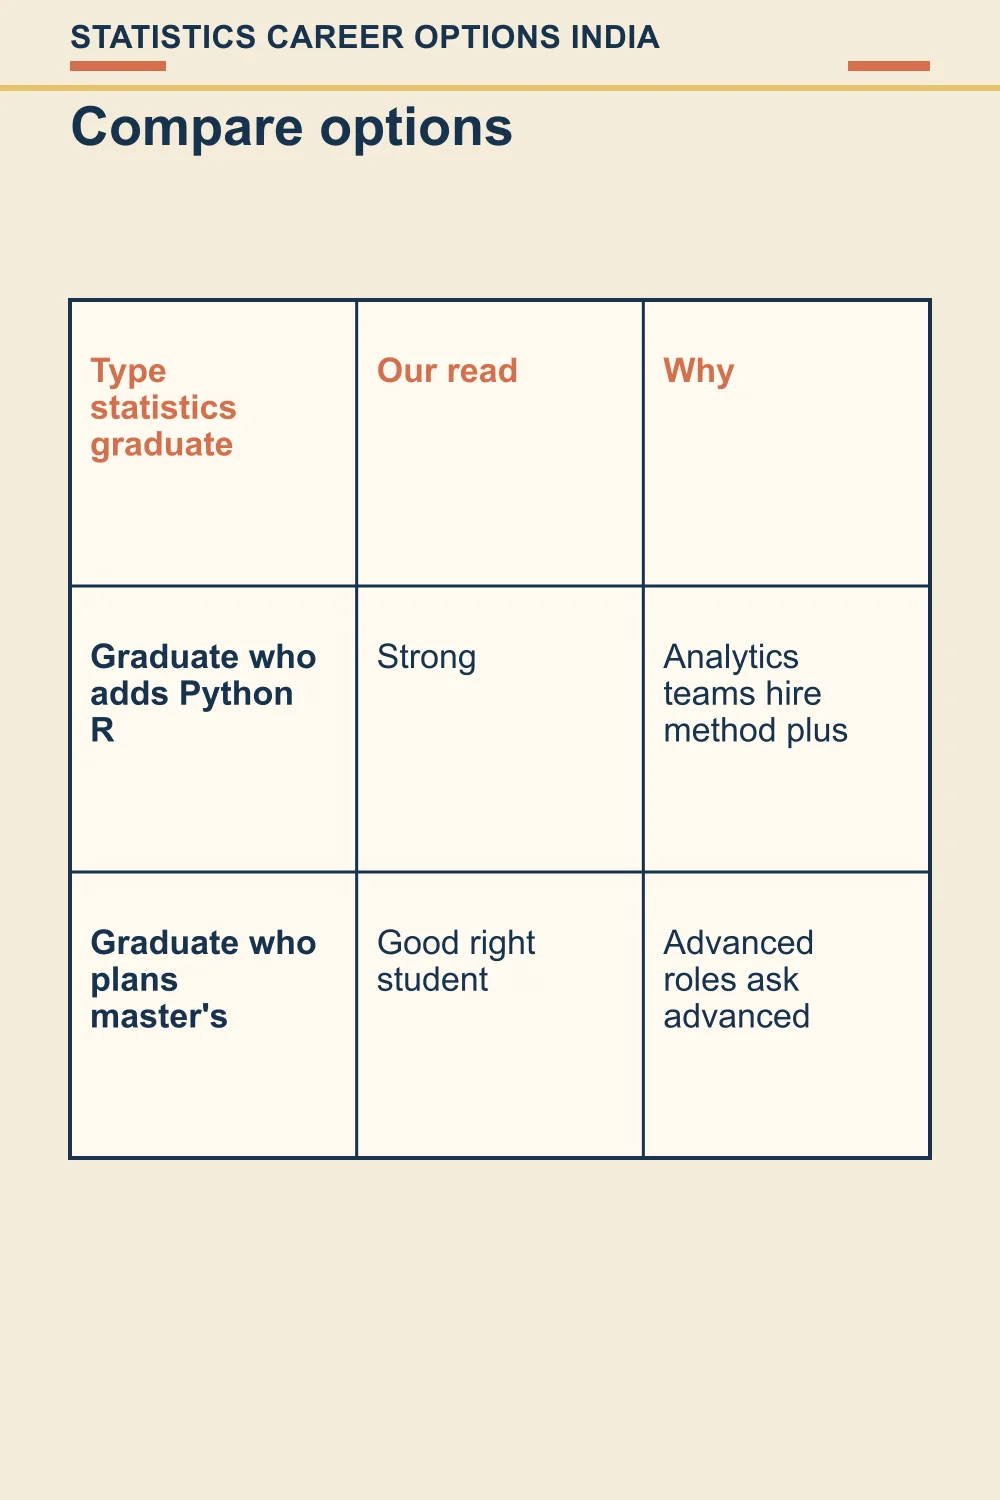 STATISTICS CAREER OPTIONS INDIA
Compare options
Type
statistics
graduate
Our read
Why
Graduate who
adds Python
R
Strong
Analytics
teams hire
method plus
Graduate who
plans
master's
Good right
student
Advanced
roles ask
advanced